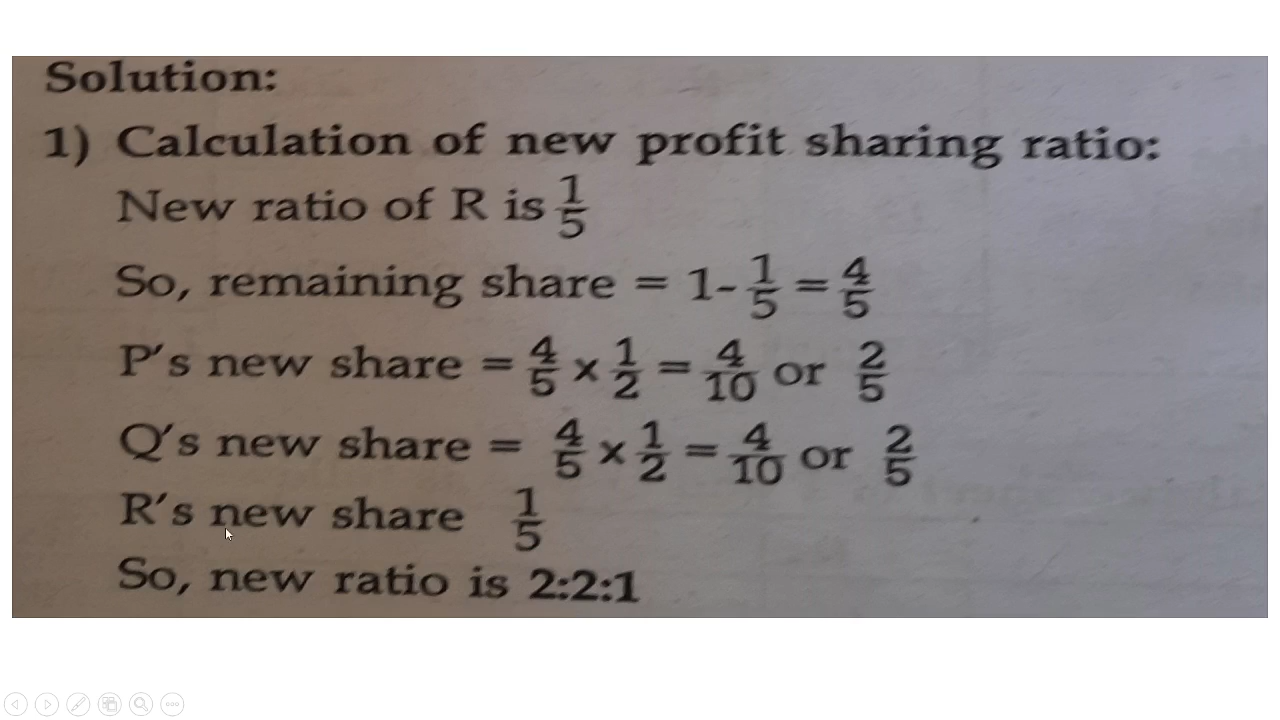 Solution:
1) Calculation of new profit sharing ratio:
New ratio of R is 1/5
So, remaining share = 1- 1/5 = 4/5
P's new share = 4/5 x 1/2 = 4/10 or 2/5
Q's new share = 4/5 x 1/2 = 4/10 or 2/5
R's new share 1/5
So, new ratio is 2:2:1